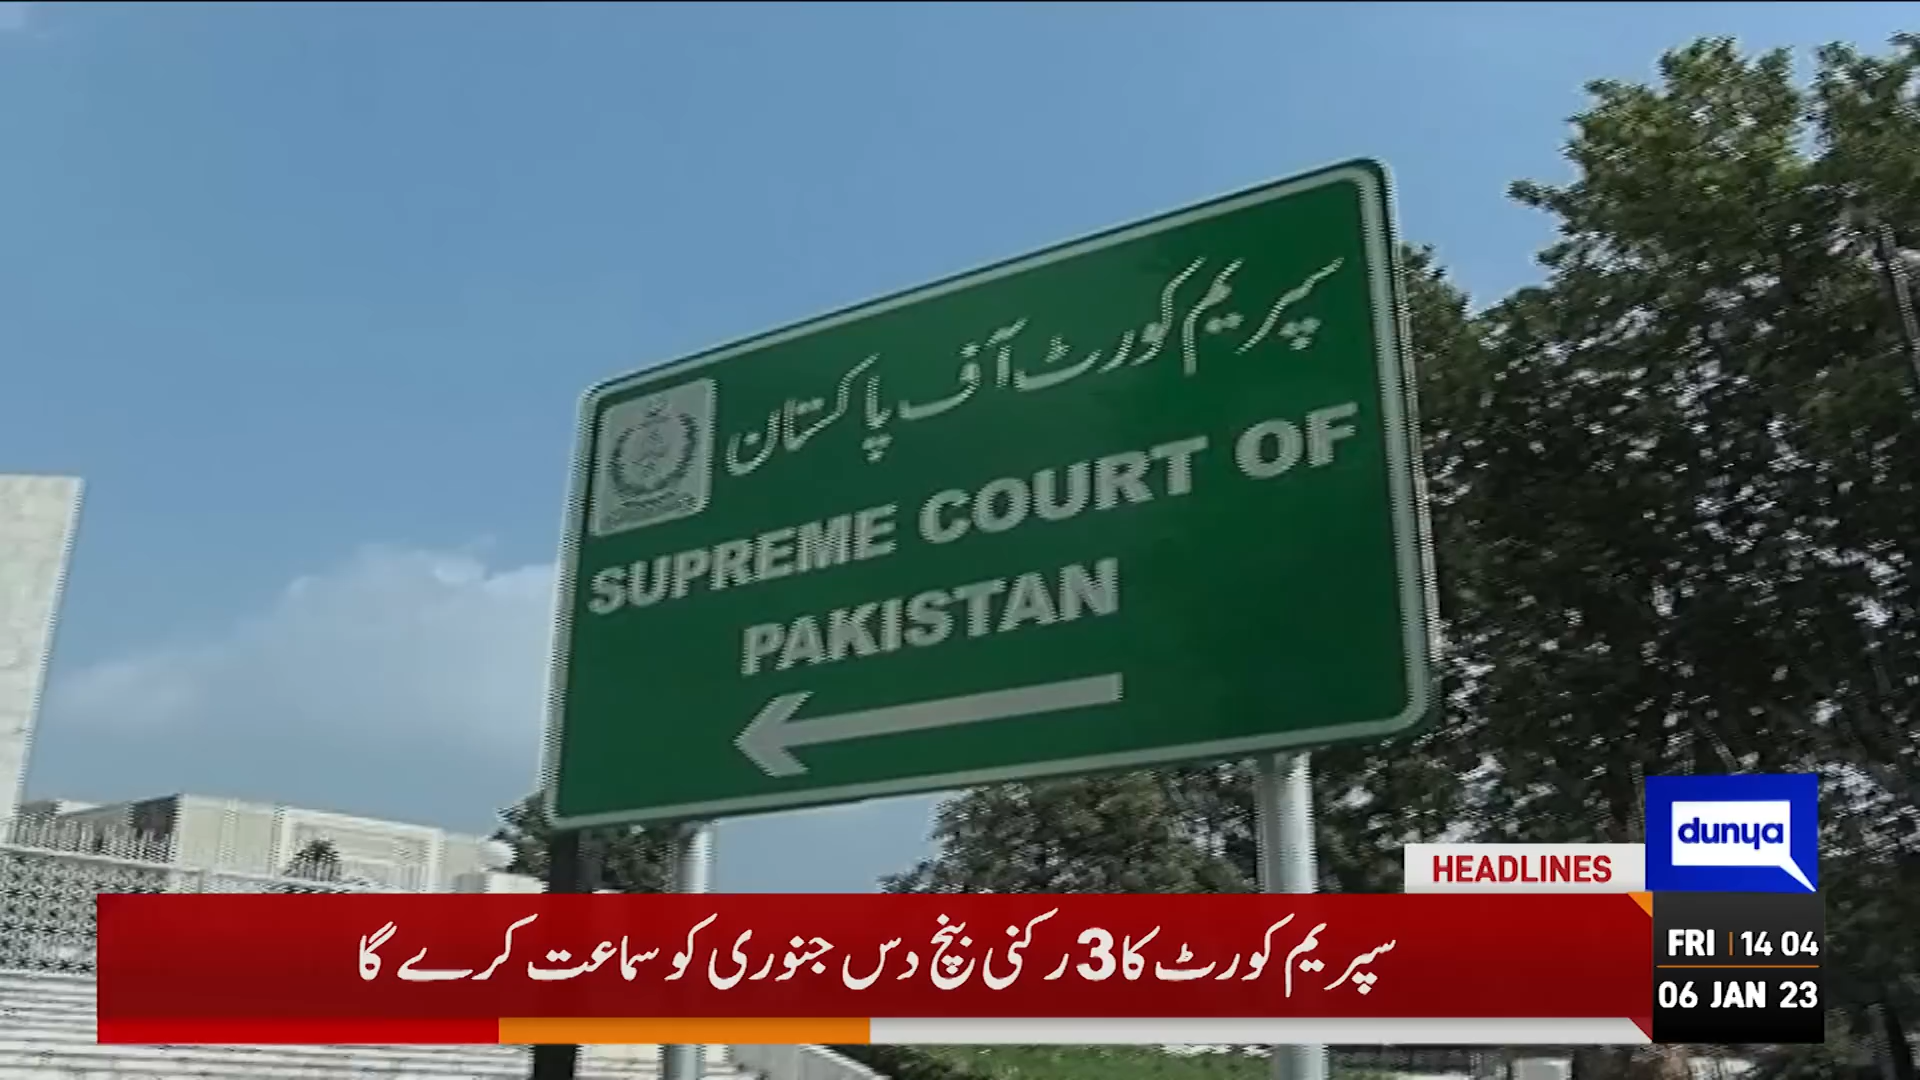 سپریم کورٹ آف پاکستان
SUPREME COURT OF
PAKISTAN
dunya
HEADLINES
سپریم کورٹ کا 3 رکنی بنچ دس جنوری کو سماعت کرے گا
FRI 14 04
06 JAN 23